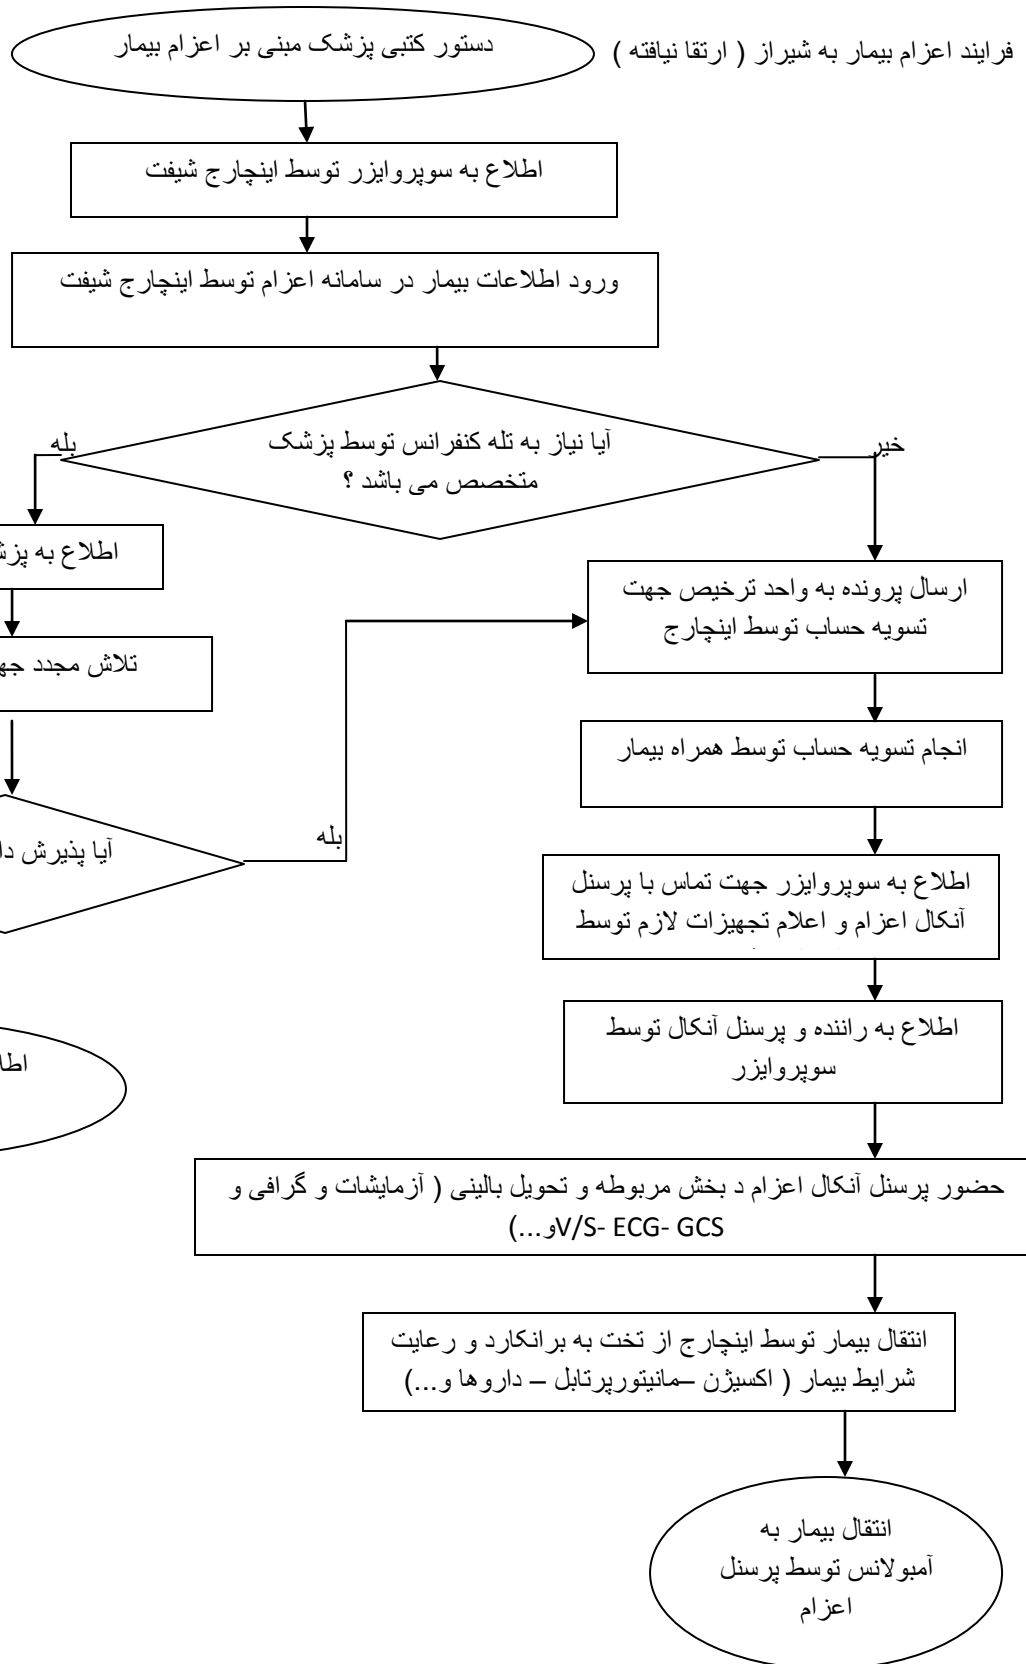 فرایند اعزام بیمار به شیراز ( ارتقا نیافته )
دستور کتبی پزشک مبنی بر اعزام بیمار
اطلاع به سوپروایزر توسط اینچارج شیفت
ورود اطلاعات بیمار در سامانه اعزام توسط اینچارج شیفت
آیا نیاز به تله کنفرانس توسط پزشک
متخصص می باشد ؟
خیر
بله
اطلاع به
تلاش مجدد
آیا پذیرش
بله
ارسال پرونده به واحد ترخیص جهت
تسویه حساب توسط اینچارج
انجام تسویه حساب توسط همراه بیمار
اطلاع به سوپروایزر جهت تماس با پرسنل
آنکال اعزام و اعلام تجهیزات لازم توسط
اطلاع به راننده و پرسنل آنکال توسط
سوپروایزر
حضور پرسنل آنکال اعزام د بخش مربوطه و تحویل بالینی ( آزمایشات و گرافی و
V/S- ECG- GCSو...)
انتقال بیمار توسط اینچارج از تخت به برانکارد و رعایت
شرایط بیمار ( اکسیژن –مانیتورپرتابل – داروها و...)
انتقال بیمار به
آمبولانس توسط پرسنل
اعزام